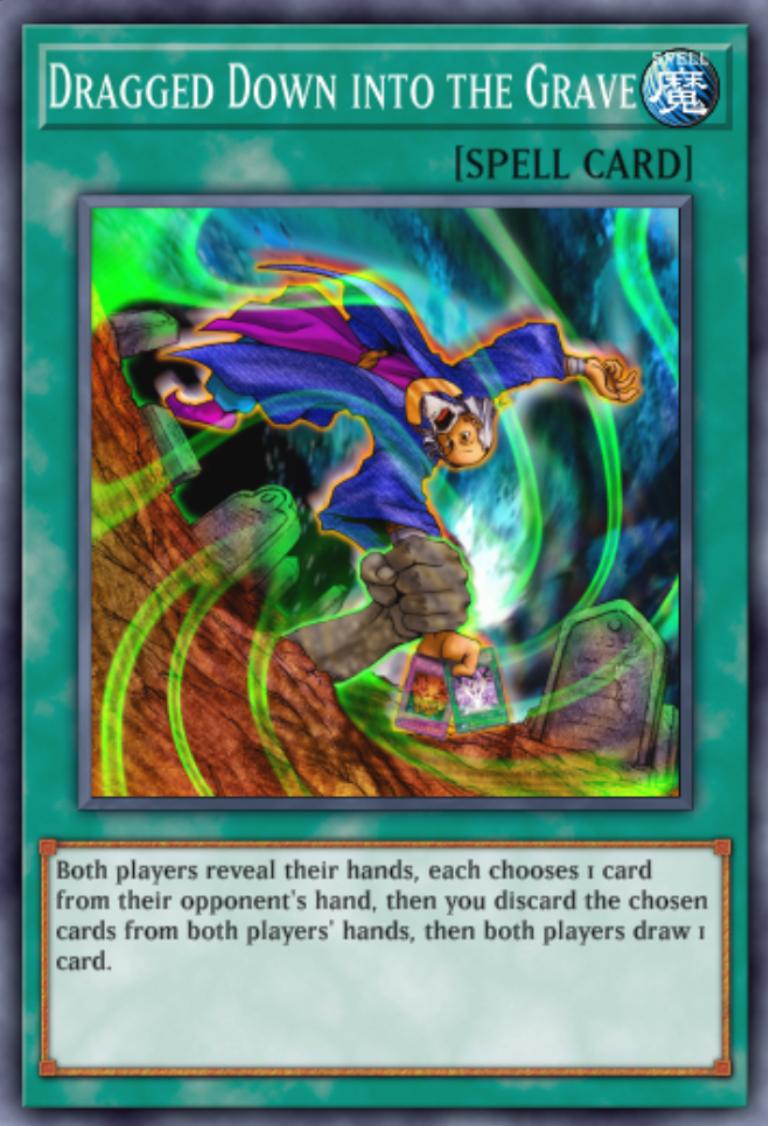 DRAGGED DOWN INTO THE GRAVE
SPELL
魔
[SPELL CARD]
Both players reveal their hands, each chooses 1 card
from their opponent's hand, then you discard the chosen
cards from both players' hands, then both players draw 1
card.